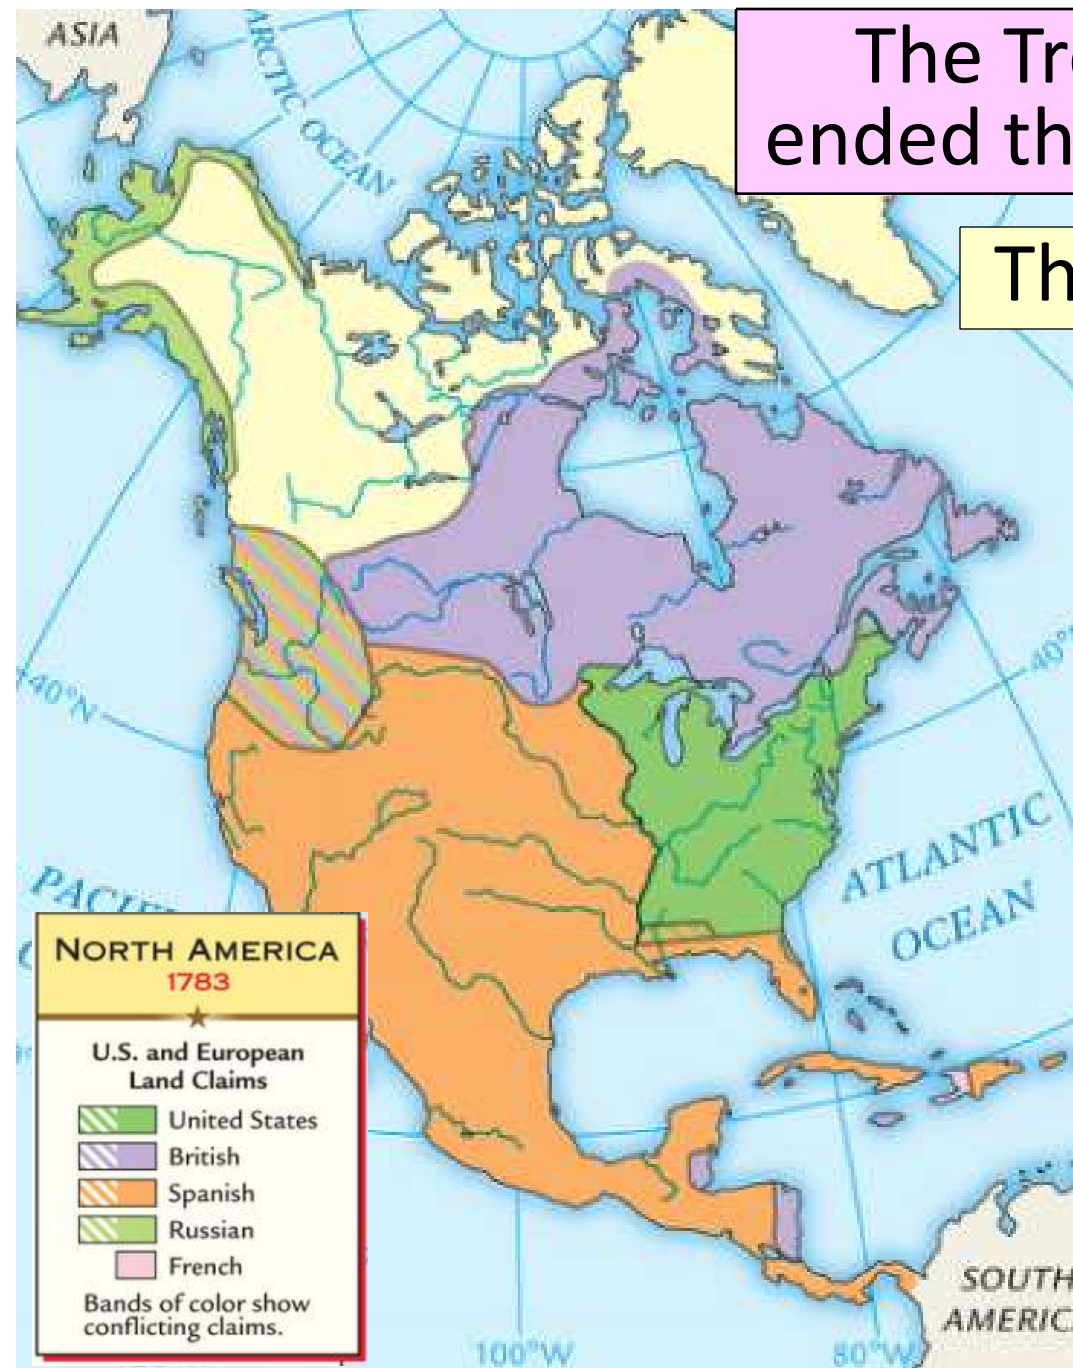 ASIA
ARCTIC OCEAN
The Tr
ended th
Th
40°N
40°
ATLANTIC
OCEAN
NORTH AMERICA
1783
U.S. and European
Land Claims
United States
British
Spanish
Russian
French
Bands of color show
conflicting claims.
SOUTH
AMERIC
100°W
80°W